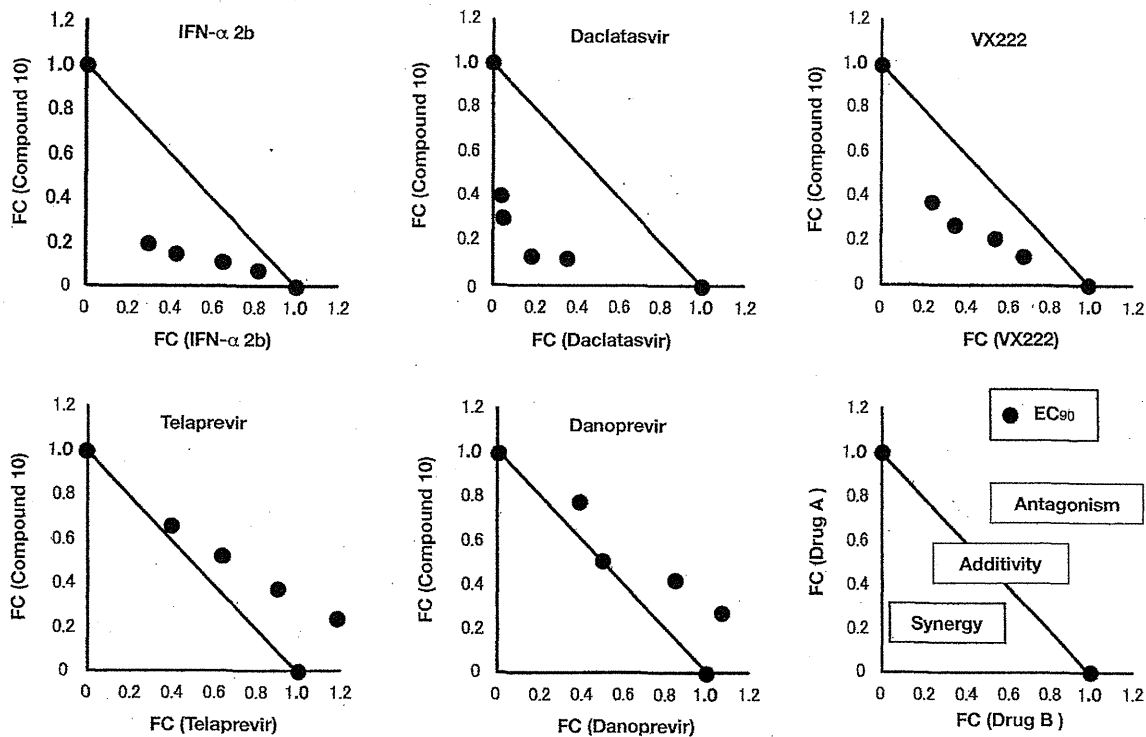 IFN-α 2b
FC (Compound 10)
1.2
1.0
0.8
0.6
0.4
0.2
0
0 0.2 0.4 0.6 0.8 1.0 1.2
FC (IFN-α 2b)
Daclatasvir
FC (Compound 10)
1.2
1.0
0.8
0.6
0.4
0.2
0
0 0.2 0.4 0.6 0.8 1.0 1.2
FC (Daclatasvir)
VX222
FC (Compound 10)
1.2
1.0
0.8
0.6
0.4
0.2
0
0 0.2 0.4 0.6 0.8 1.0 1.2
FC (VX222)
Telaprevir
FC (Compound 10)
1.2
1.0
0.8
0.6
0.4
0.2
0
0 0.2 0.4 0.6 0.8 1.0 1.2
FC (Telaprevir)
Danoprevir
FC (Compound 10)
1.2
1.0
0.8
0.6
0.4
0.2
0
0 0.2 0.4 0.6 0.8 1.0 1.2
FC (Danoprevir)
EC90
Antagonism
Additivity
Synergy
FC (Drug A)
1.2
1.0
0.8
0.6
0.4
0.2
0
0 0.2 0.4 0.6 0.8 1.0 1.2
FC (Drug B)